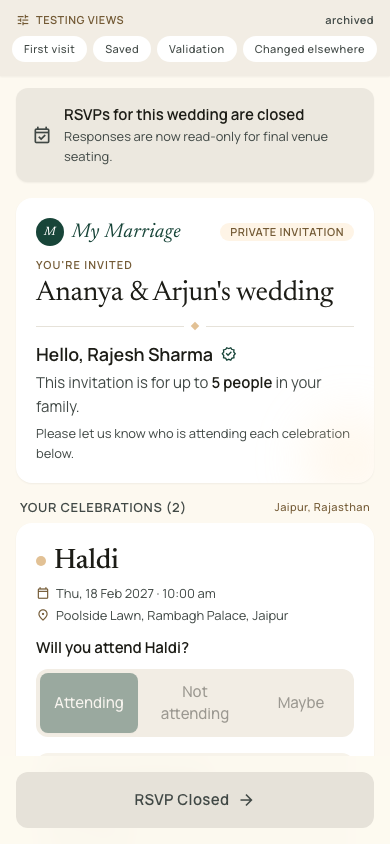 TESTING VIEWS
archived
First visit
Saved
Validation
Changed elsewhere
RSVPs for this wedding are closed
Responses are now read-only for final venue
seating.
M
My Marriage
PRIVATE INVITATION
YOU'RE INVITED
Ananya & Arjun's wedding
Hello, Rajesh Sharma
This invitation is for up to 5 people in your
family.
Please let us know who is attending each celebration
below.
YOUR CELEBRATIONS (2)
Jaipur, Rajasthan
Haldi
Thu, 18 Feb 2027 · 10:00 am
Poolside Lawn, Rambagh Palace, Jaipur
Will you attend Haldi?
Attending
Not
attending
Maybe
RSVP Closed →